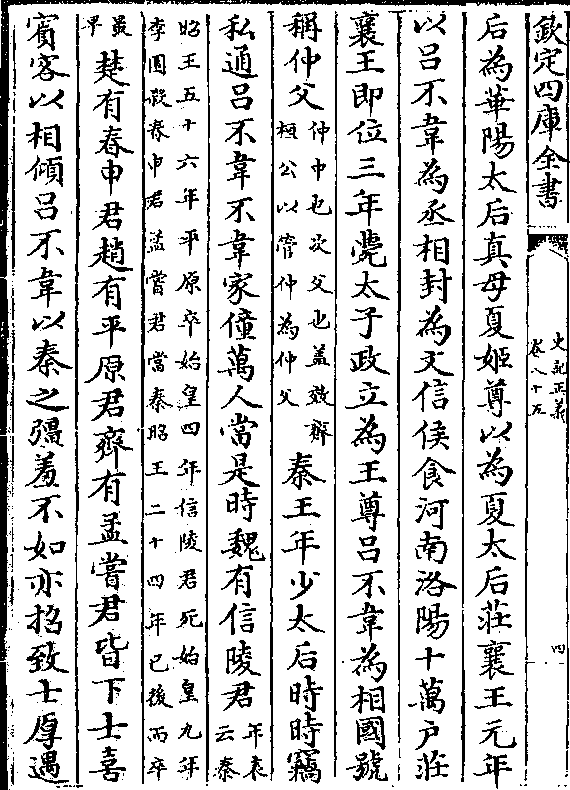 欽定四庫全書
史記正義
卷八十五
四
后為華陽太后真母夏姬尊以為夏太后莊襄王元年
以吕不韋為丞相封為文信侯食河南洛陽十萬户莊
襄王即位三年薨太子政立為王尊吕不韋為相國號
稱仲父
仲中也次父也盖效齊
桓公以管仲為仲父
秦王年少太后時時竊
私通吕不韋不韋家僮萬人當是時魏有信陵君
年表
云秦
始王五十六年平原卒始皇四年信陵君死始皇九年
李園殺春申君孟嘗君當秦昭王二十四年已後而卒
最
早
楚有春申君趙有平原君齊有孟嘗君皆下士喜
賓客以相傾吕不韋以秦之彊羞不如亦招致士厚遇